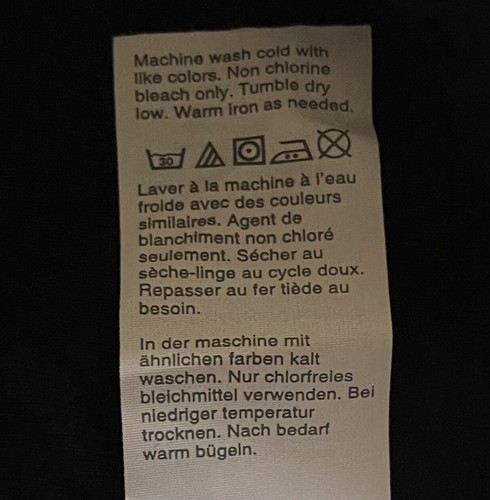 Machine wash cold with
like colors. Non chlorine
bleach only. Tumble dry
low. Warm iron as needed.
30
Laver à la machine à l'eau
froide avec des couleurs
similaires. Agent de
blanchiment non chloré
seulement. Sécher au
sèche-linge au cycle doux.
Repasser au fer tiède au
besoin.
In der maschine mit
ähnlichen farben kalt
waschen. Nur chlorfreies
bleichmittel verwenden. Bei
niedriger temperatur
trocknen. Nach bedarf
warm bügeln.